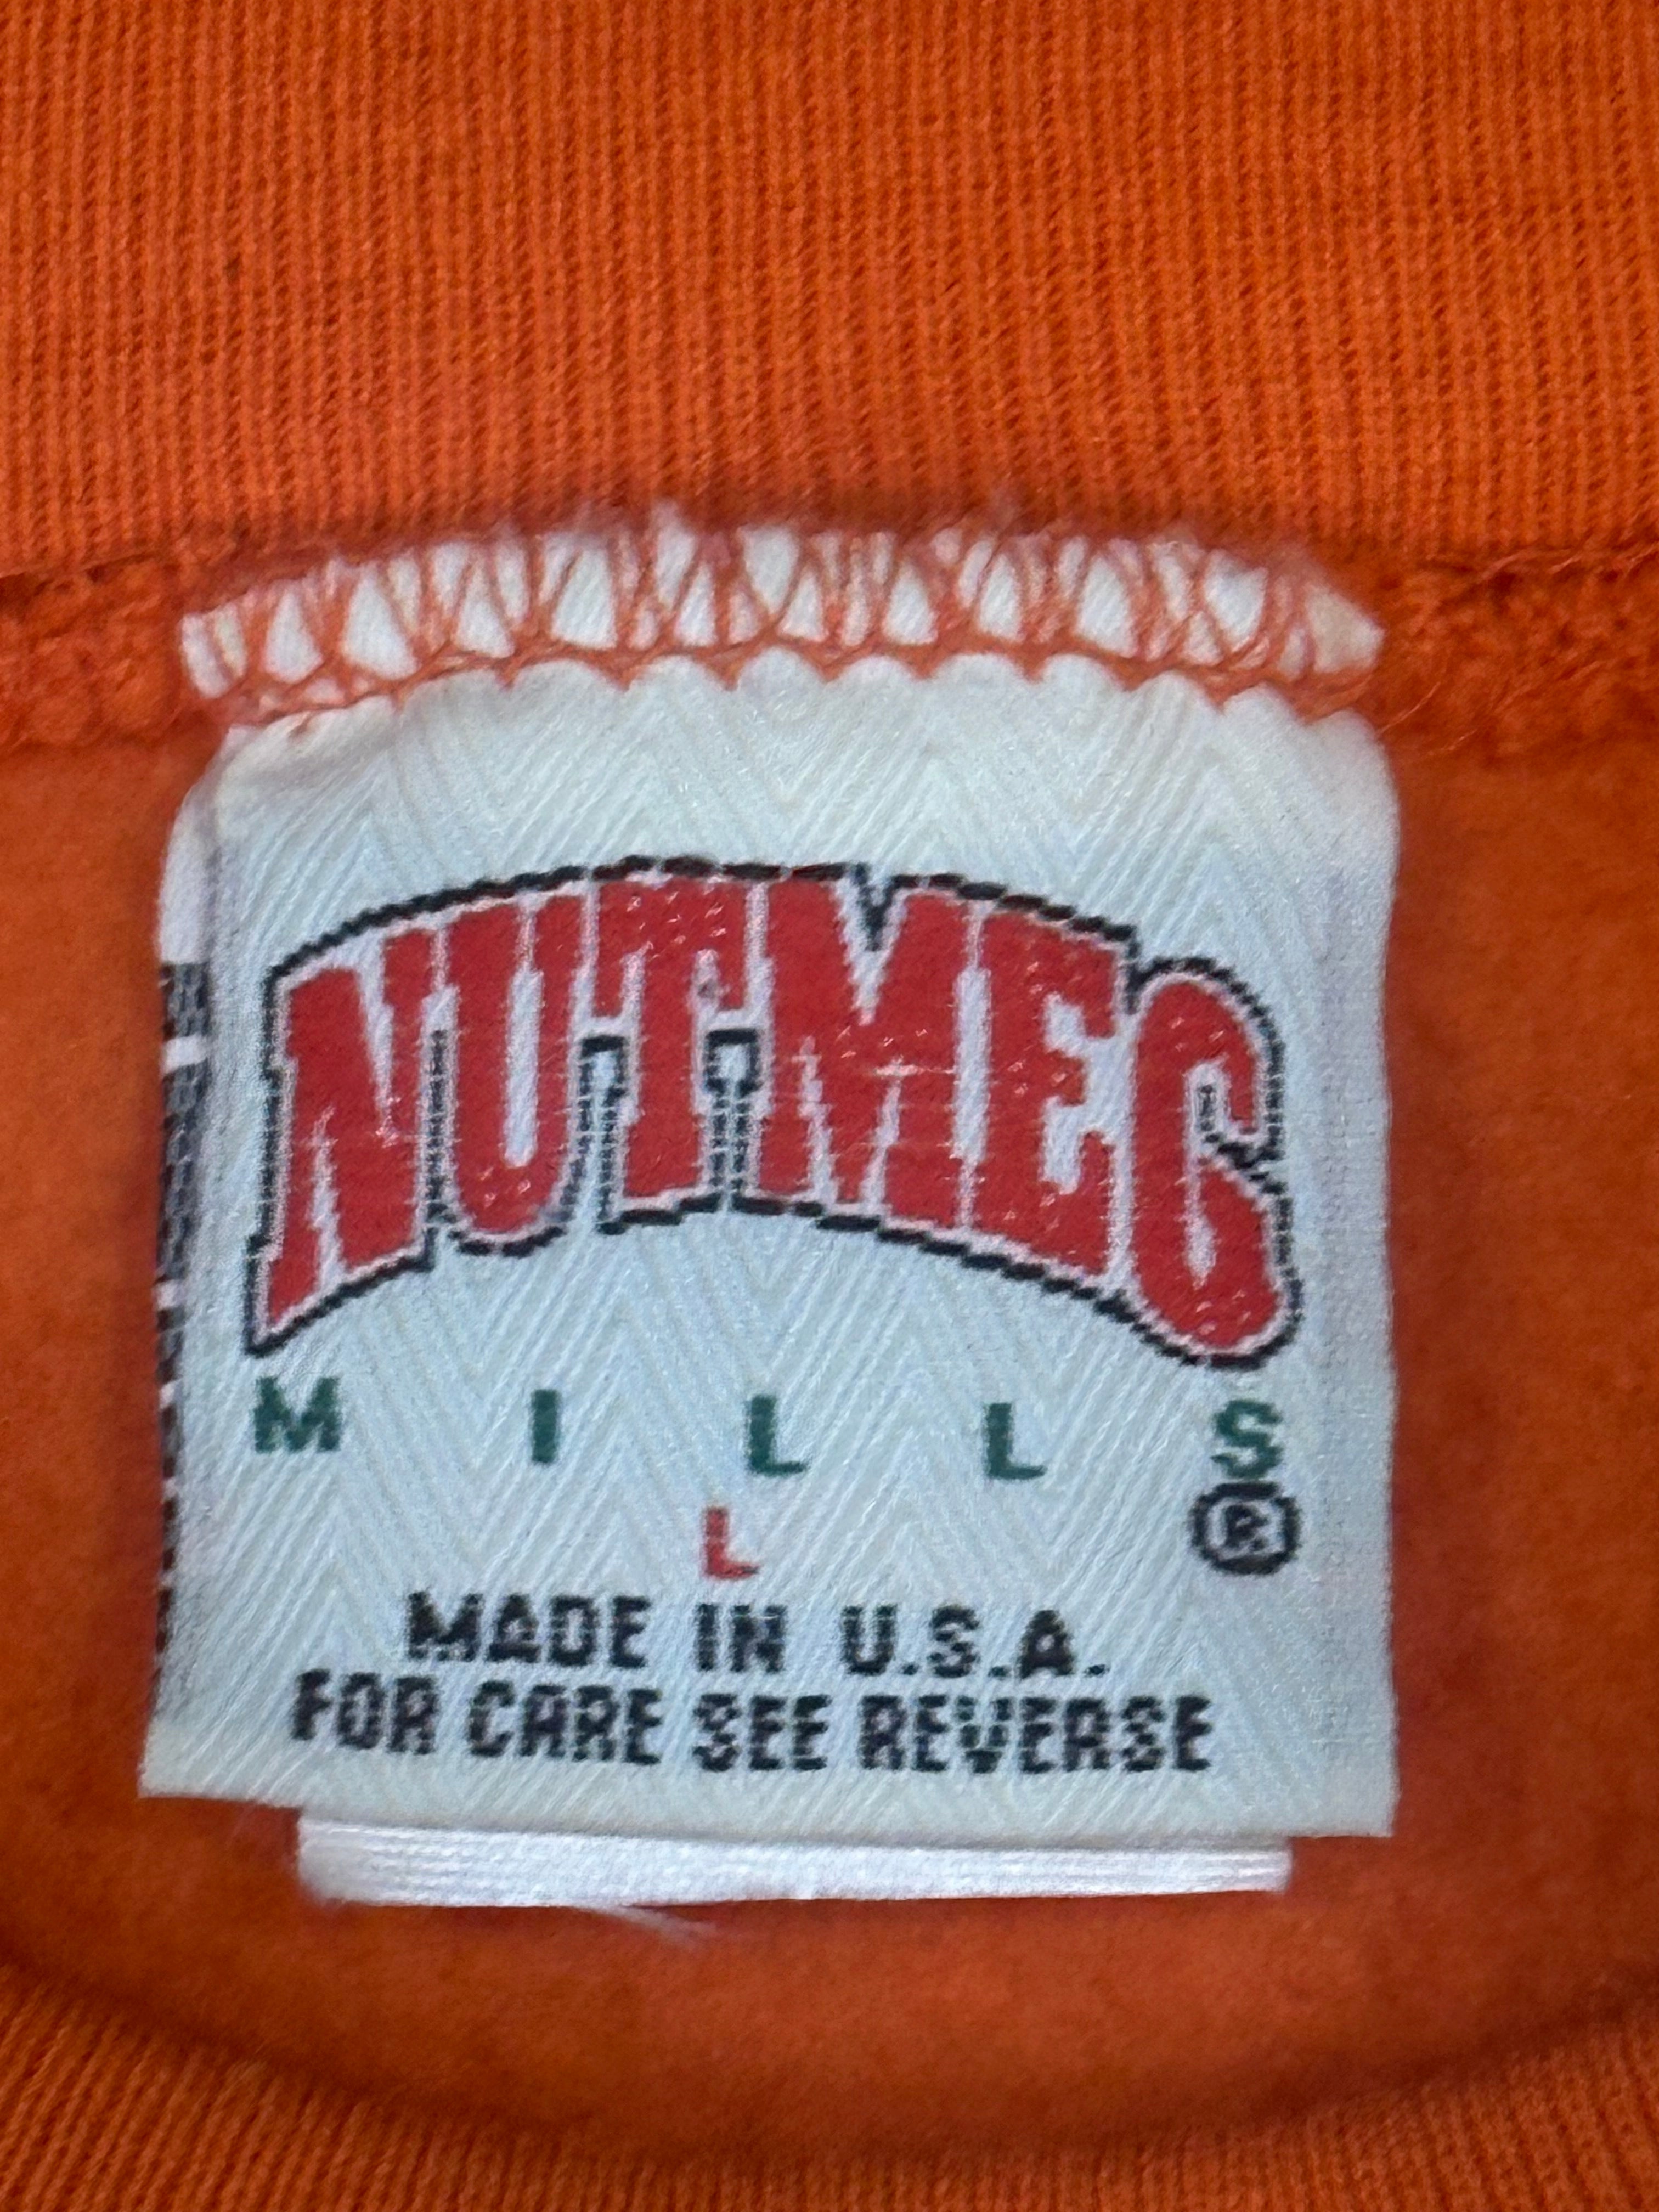 NUTMEG
MILLS
®
L
MADE IN U.S.A.
FOR CARE SEE REVERSE